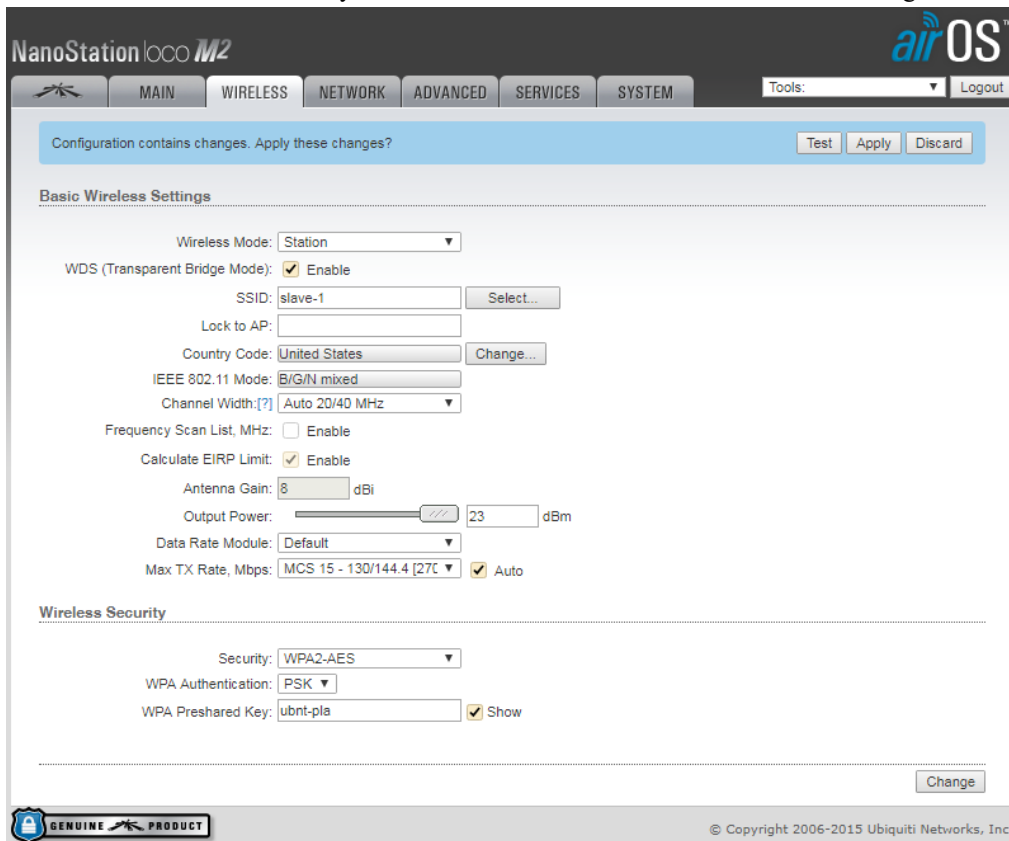 NanoStation loco M2
airOS™
MAIN WIRELESS NETWORK ADVANCED SERVICES SYSTEM Tools: Logout
Configuration contains changes. Apply these changes? Test Apply Discard
Basic Wireless Settings
Wireless Mode: Station
WDS (Transparent Bridge Mode): Enable
SSID: slave-1 Select...
Lock to AP:
Country Code: United States Change...
IEEE 802.11 Mode: B/G/N mixed
Channel Width:[?] Auto 20/40 MHz
Frequency Scan List, MHz: Enable
Calculate EIRP Limit: Enable
Antenna Gain: 8 dBi
Output Power: 23 dBm
Data Rate Module: Default
Max TX Rate, Mbps: MCS 15 - 130/144.4 [270 Auto
Wireless Security
Security: WPA2-AES
WPA Authentication: PSK
WPA Preshared Key: ubnt-pla Show
Change
GENUINE PRODUCT
© Copyright 2006-2015 Ubiquiti Networks, Inc